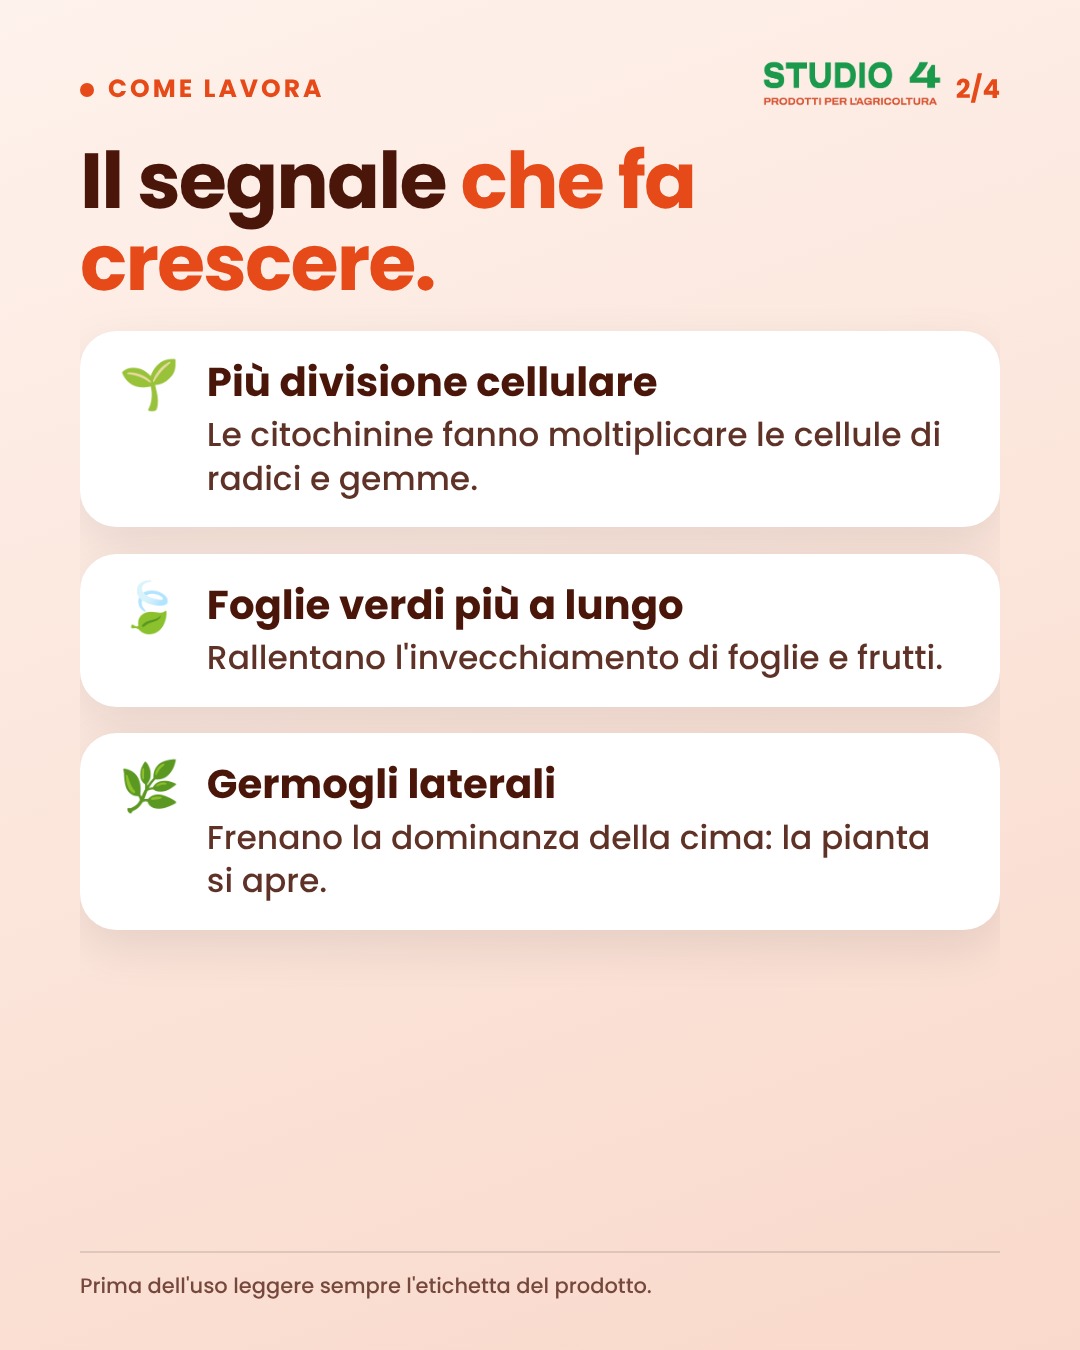 COME LAVORA
STUDIO 4
PRODOTTI PER L'AGRICOLTURA
2/4
Il segnale che fa
crescere.
Più divisione cellulare
Le citochinine fanno moltiplicare le cellule di
radici e gemme.
Foglie verdi più a lungo
Rallentano l'invecchiamento di foglie e frutti.
Germogli laterali
Frenano la dominanza della cima: la pianta
si apre.
Prima dell'uso leggere sempre l'etichetta del prodotto.